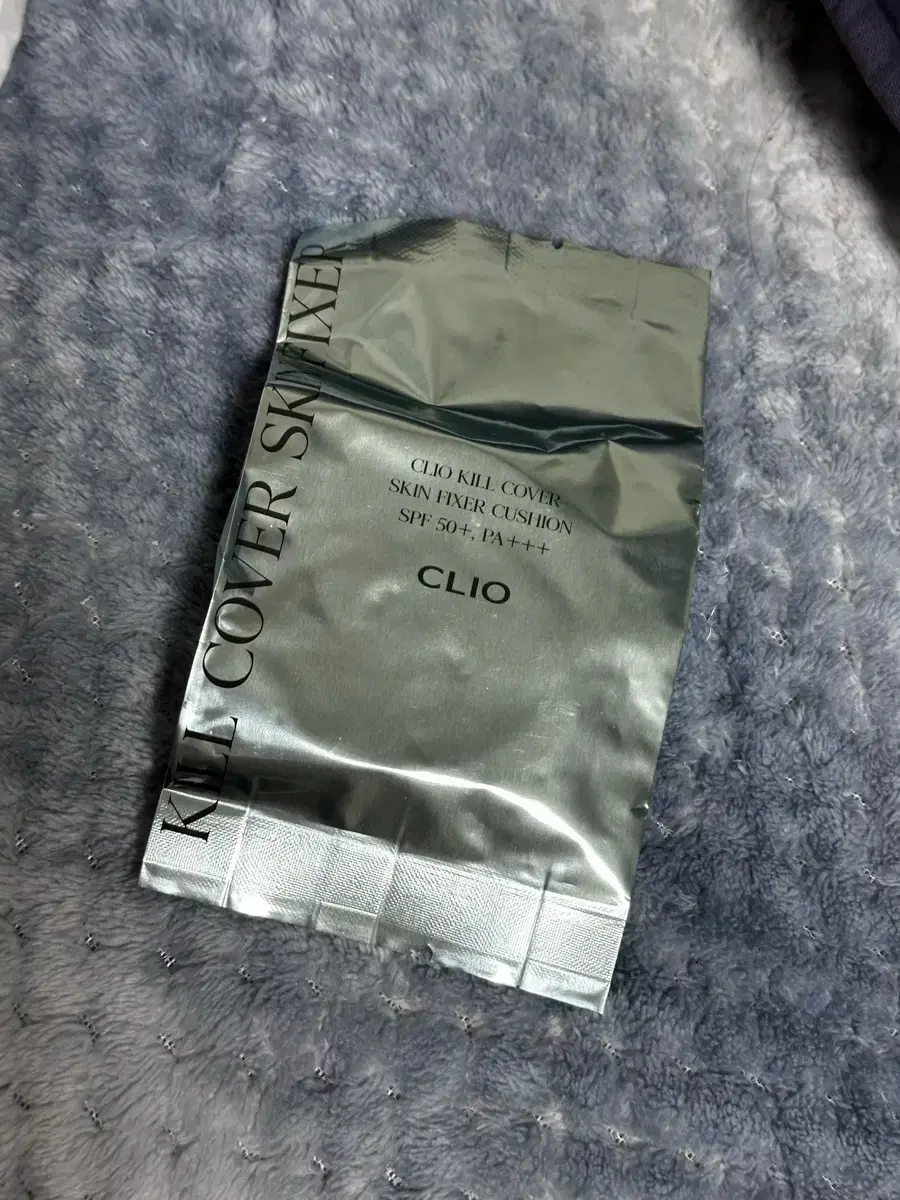 KILL COVER SKIN FIXER
CLIO KILL COVER
SKIN FIXER CUSHION
SPF 50+, PA+++
CLIO